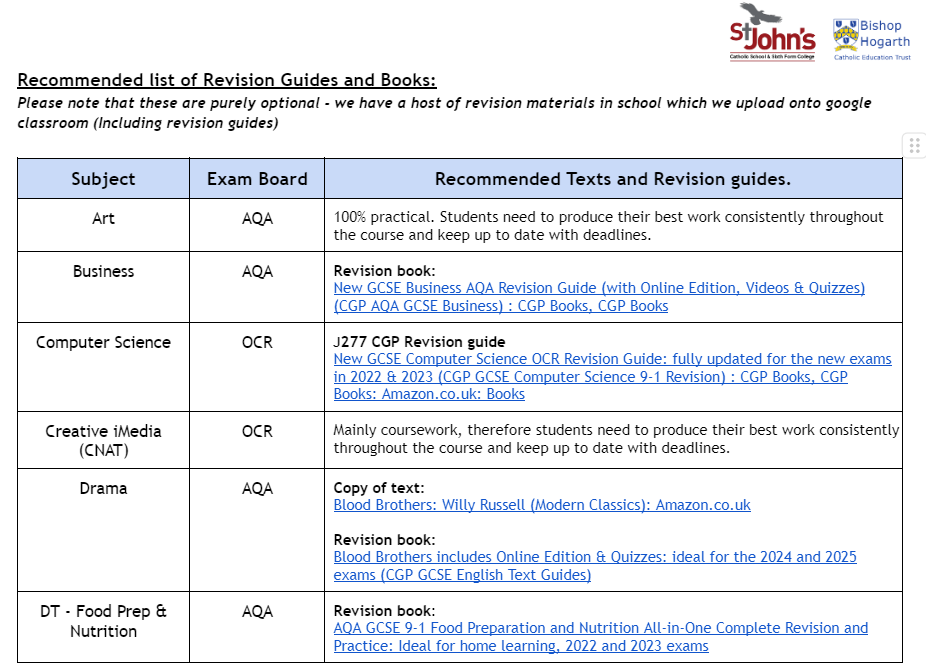 St John's
Catholic School & Sixth Form College
Bishop
Hogarth
Catholic Education Trust
Recommended list of Revision Guides and Books:
Please note that these are purely optional - we have a host of revision materials in school which we upload onto google
classroom (Including revision guides)
Subject
Exam Board
Recommended Texts and Revision guides.
Art
AQA
100% practical. Students need to produce their best work consistently throughout
the course and keep up to date with deadlines.
Business
AQA
Revision book:
New GCSE Business AQA Revision Guide (with Online Edition, Videos & Quizzes)
(CGP AQA GCSE Business) : CGP Books, CGP Books
Computer Science
OCR
J277 CGP Revision guide
New GCSE Computer Science OCR Revision Guide: fully updated for the new exams
in 2022 & 2023 (CGP GCSE Computer Science 9-1 Revision) : CGP Books, CGP
Books: Amazon.co.uk: Books
Creative iMedia
(CNAT)
OCR
Mainly coursework, therefore students need to produce their best work consistently
throughout the course and keep up to date with deadlines.
Drama
AQA
Copy of text:
Blood Brothers: Willy Russell (Modern Classics): Amazon.co.uk
Revision book:
Blood Brothers includes Online Edition & Quizzes: ideal for the 2024 and 2025
exams (CGP GCSE English Text Guides)
DT - Food Prep &
Nutrition
AQA
Revision book:
AQA GCSE 9-1 Food Preparation and Nutrition All-in-One Complete Revision and
Practice: Ideal for home learning, 2022 and 2023 exams